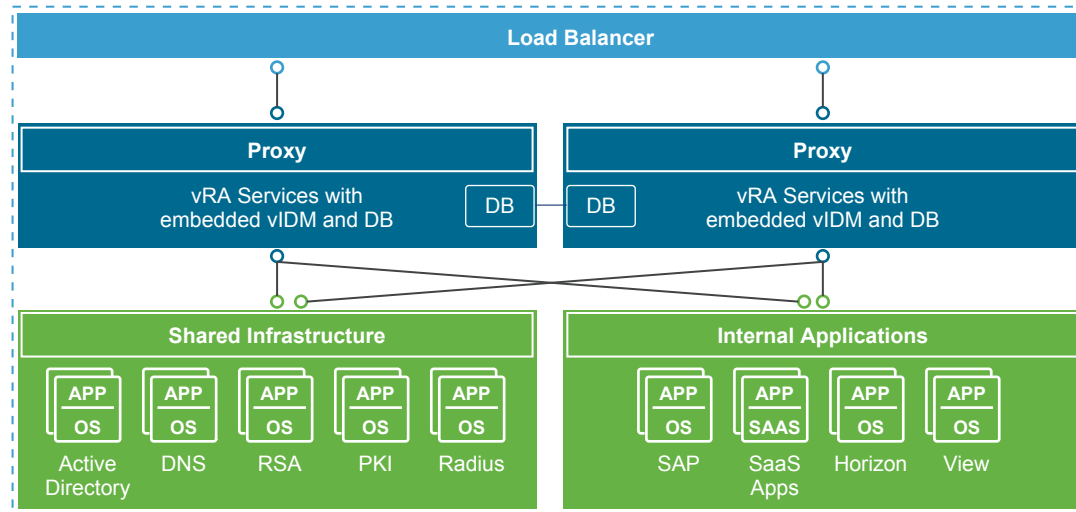 Load Balancer
Proxy
vRA Services with
embedded vIDM and DB
DB
DB
Proxy
vRA Services with
embedded vIDM and DB
Shared Infrastructure
APP
OS
Active
Directory
APP
OS
DNS
APP
OS
RSA
APP
OS
PKI
APP
OS
Radius
Internal Applications
APP
OS
SAP
APP
SAAS
SaaS
Apps
APP
OS
Horizon
APP
OS
View